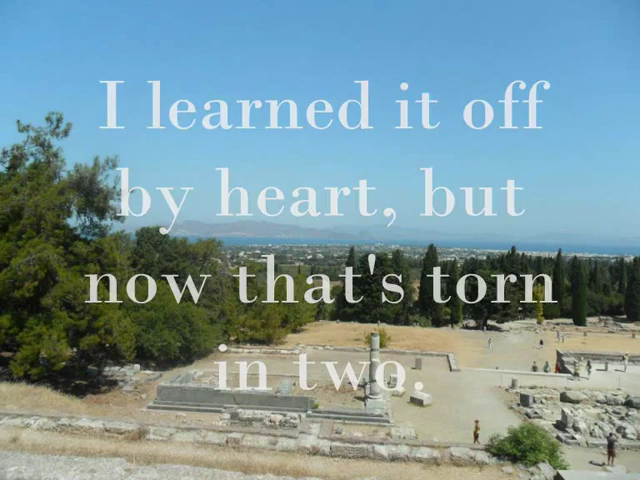 I learned it off
by heart, but
now that's torn
in two.